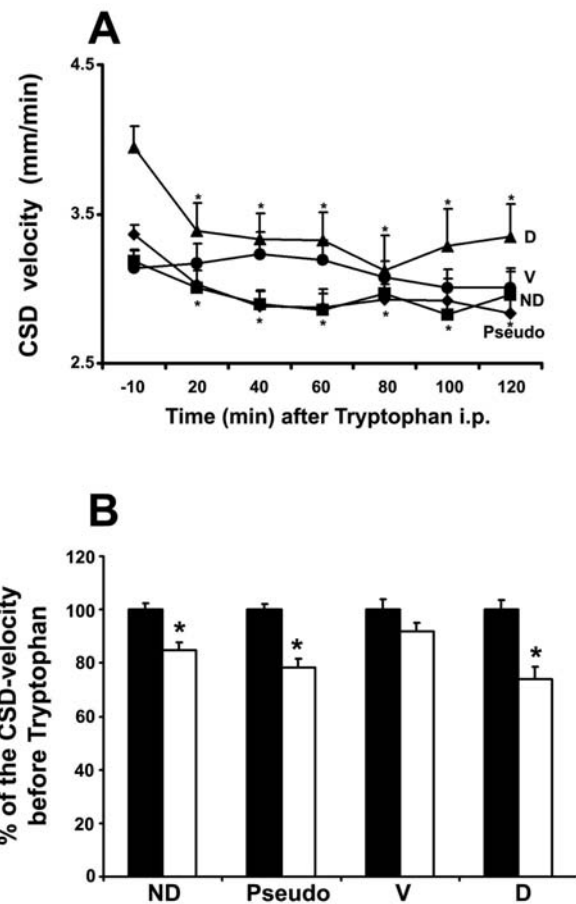 A
CSD velocity (mm/min)
4.5
3.5
2.5
* * * * * *
D
V
ND
* * * * * *
Pseudo
-10 20 40 60 80 100 120
Time (min) after Tryptophan i.p.
B
% of the CSD-velocity
before Tryptophan
120
100
80
60
40
20
0
* * *
ND Pseudo V D